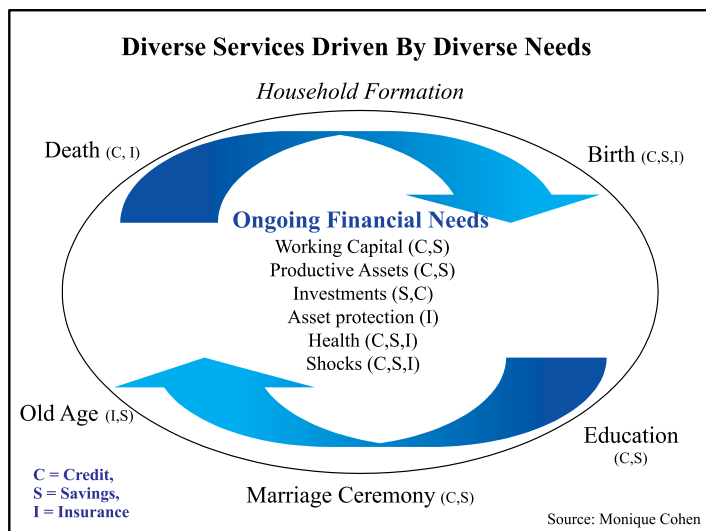 Diverse Services Driven By Diverse Needs
Household Formation
Death (C, I)
Birth (C,S,I)
Ongoing Financial Needs
Working Capital (C,S)
Productive Assets (C,S)
Investments (S,C)
Asset protection (I)
Health (C,S,I)
Shocks (C,S,I)
Old Age (I,S)
Education
(C,S)
C = Credit,
S = Savings,
I = Insurance
Marriage Ceremony (C,S)
Source: Monique Cohen